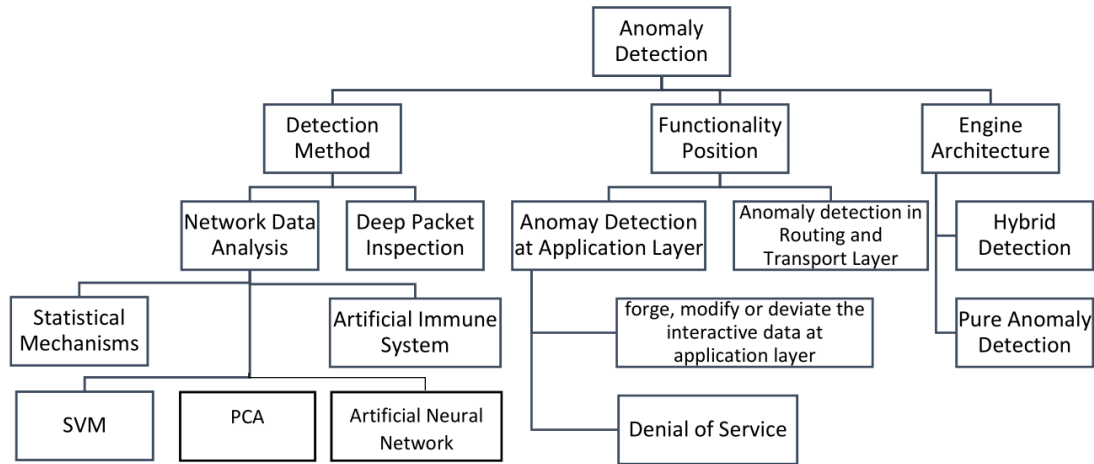 Anomaly
Detection
Detection
Method
Functionality
Position
Engine
Architecture
Network Data
Analysis
Deep Packet
Inspection
Anomay Detection
at Application Layer
Anomaly detection in
Routing and
Transport Layer
Hybrid
Detection
Statistical
Mechanisms
Artificial Immune
System
forge, modify or deviate the
interactive data at
application layer
Pure Anomaly
Detection
SVM
PCA
Artificial Neural
Network
Denial of Service